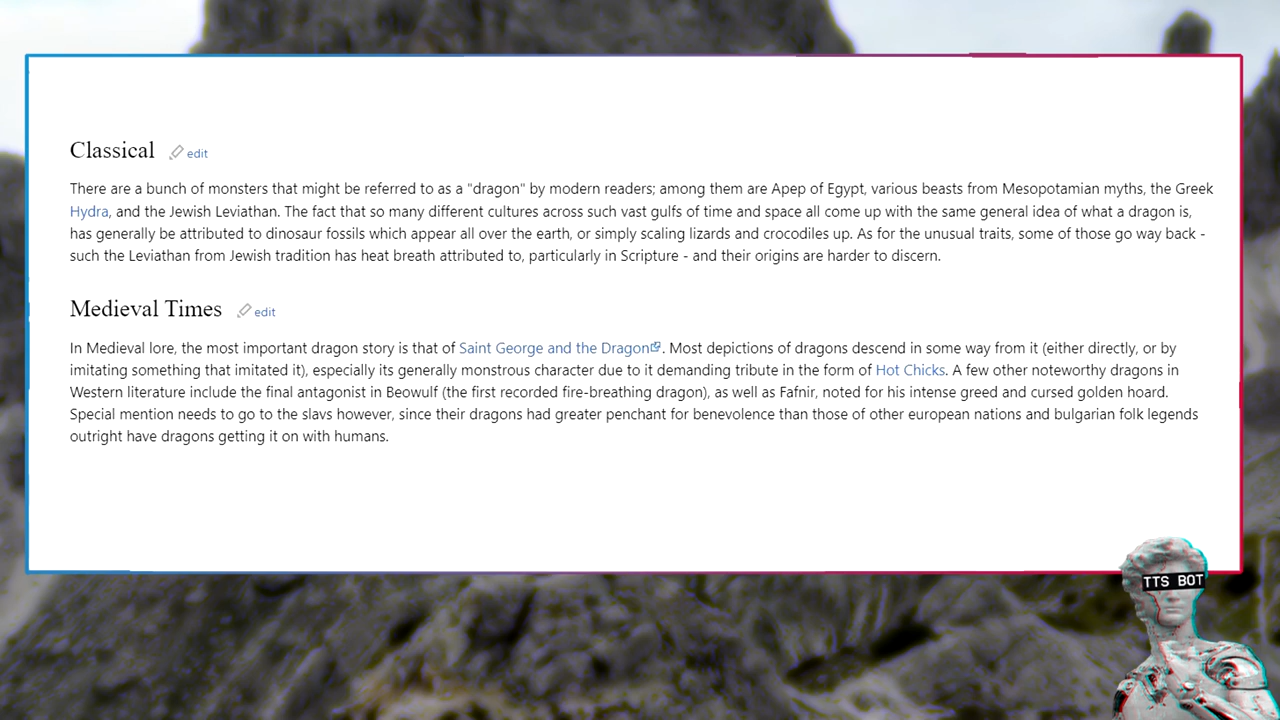 Classical edit
There are a bunch of monsters that might be referred to as a "dragon" by modern readers; among them are Apep of Egypt, various beasts from Mesopotamian myths, the Greek
Hydra, and the Jewish Leviathan. The fact that so many different cultures across such vast gulfs of time and space all come up with the same general idea of what a dragon is,
has generally be attributed to dinosaur fossils which appear all over the earth, or simply scaling lizards and crocodiles up. As for the unusual traits, some of those go way back -
such the Leviathan from Jewish tradition has heat breath attributed to, particularly in Scripture - and their origins are harder to discern.
Medieval Times edit
In Medieval lore, the most important dragon story is that of Saint George and the Dragon. Most depictions of dragons descend in some way from it (either directly, or by
imitating something that imitated it), especially its generally monstrous character due to it demanding tribute in the form of Hot Chicks. A few other noteworthy dragons in
Western literature include the final antagonist in Beowulf (the first recorded fire-breathing dragon), as well as Fafnir, noted for his intense greed and cursed golden hoard.
Special mention needs to go to the slavs however, since their dragons had greater penchant for benevolence than those of other european nations and bulgarian folk legends
outright have dragons getting it on with humans.
TTS BOT